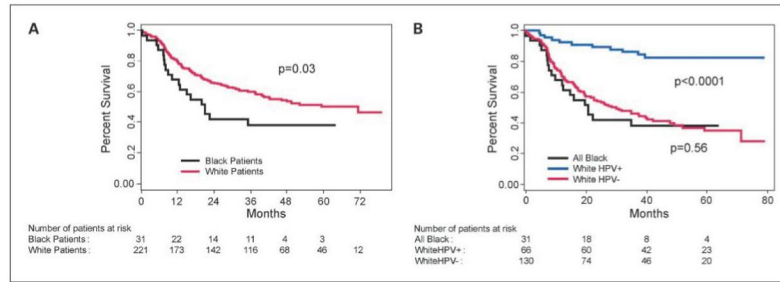 A
Percent Survival
1.0
0.8
0.6
0.4
0.2
0.00
p=0.03
Black Patients
White Patients
0 12 24 36 48 60 72
Months
Number of patients at risk
Black Patients: 31 22 14 11 4 3
White Patients: 221 173 142 116 68 46 12
B
Percent Survival
1.0
0.8
0.6
0.4
0.2
0.00
p<0.0001
p=0.56
All Black
White HPV+
White HPV-
0 20 40 60 80
Months
Number of patients at risk
All Black: 31 18 8 4
WhiteHPV+: 66 60 42 23
WhiteHPV-: 130 74 46 20